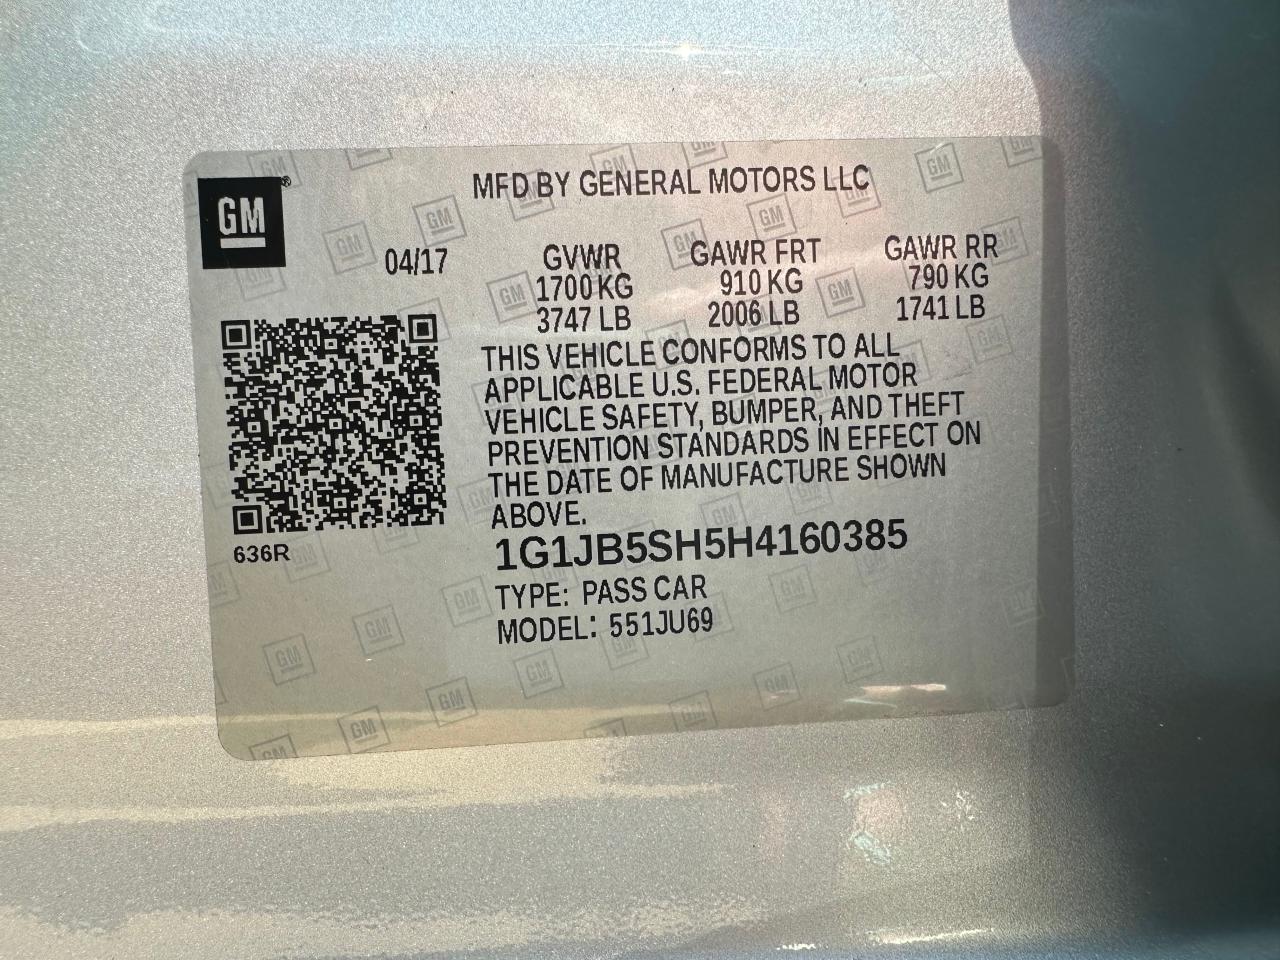 GM®
MFD BY GENERAL MOTORS LLC
04/17
GVWR GAWR FRT GAWR RR
1700 KG 910 KG 790 KG
3747 LB 2006 LB 1741 LB
THIS VEHICLE CONFORMS TO ALL
APPLICABLE U.S. FEDERAL MOTOR
VEHICLE SAFETY, BUMPER, AND THEFT
PREVENTION STANDARDS IN EFFECT ON
THE DATE OF MANUFACTURE SHOWN
ABOVE.
636R
1G1JB5SH5H4160385
TYPE: PASS CAR
MODEL: 551JU69